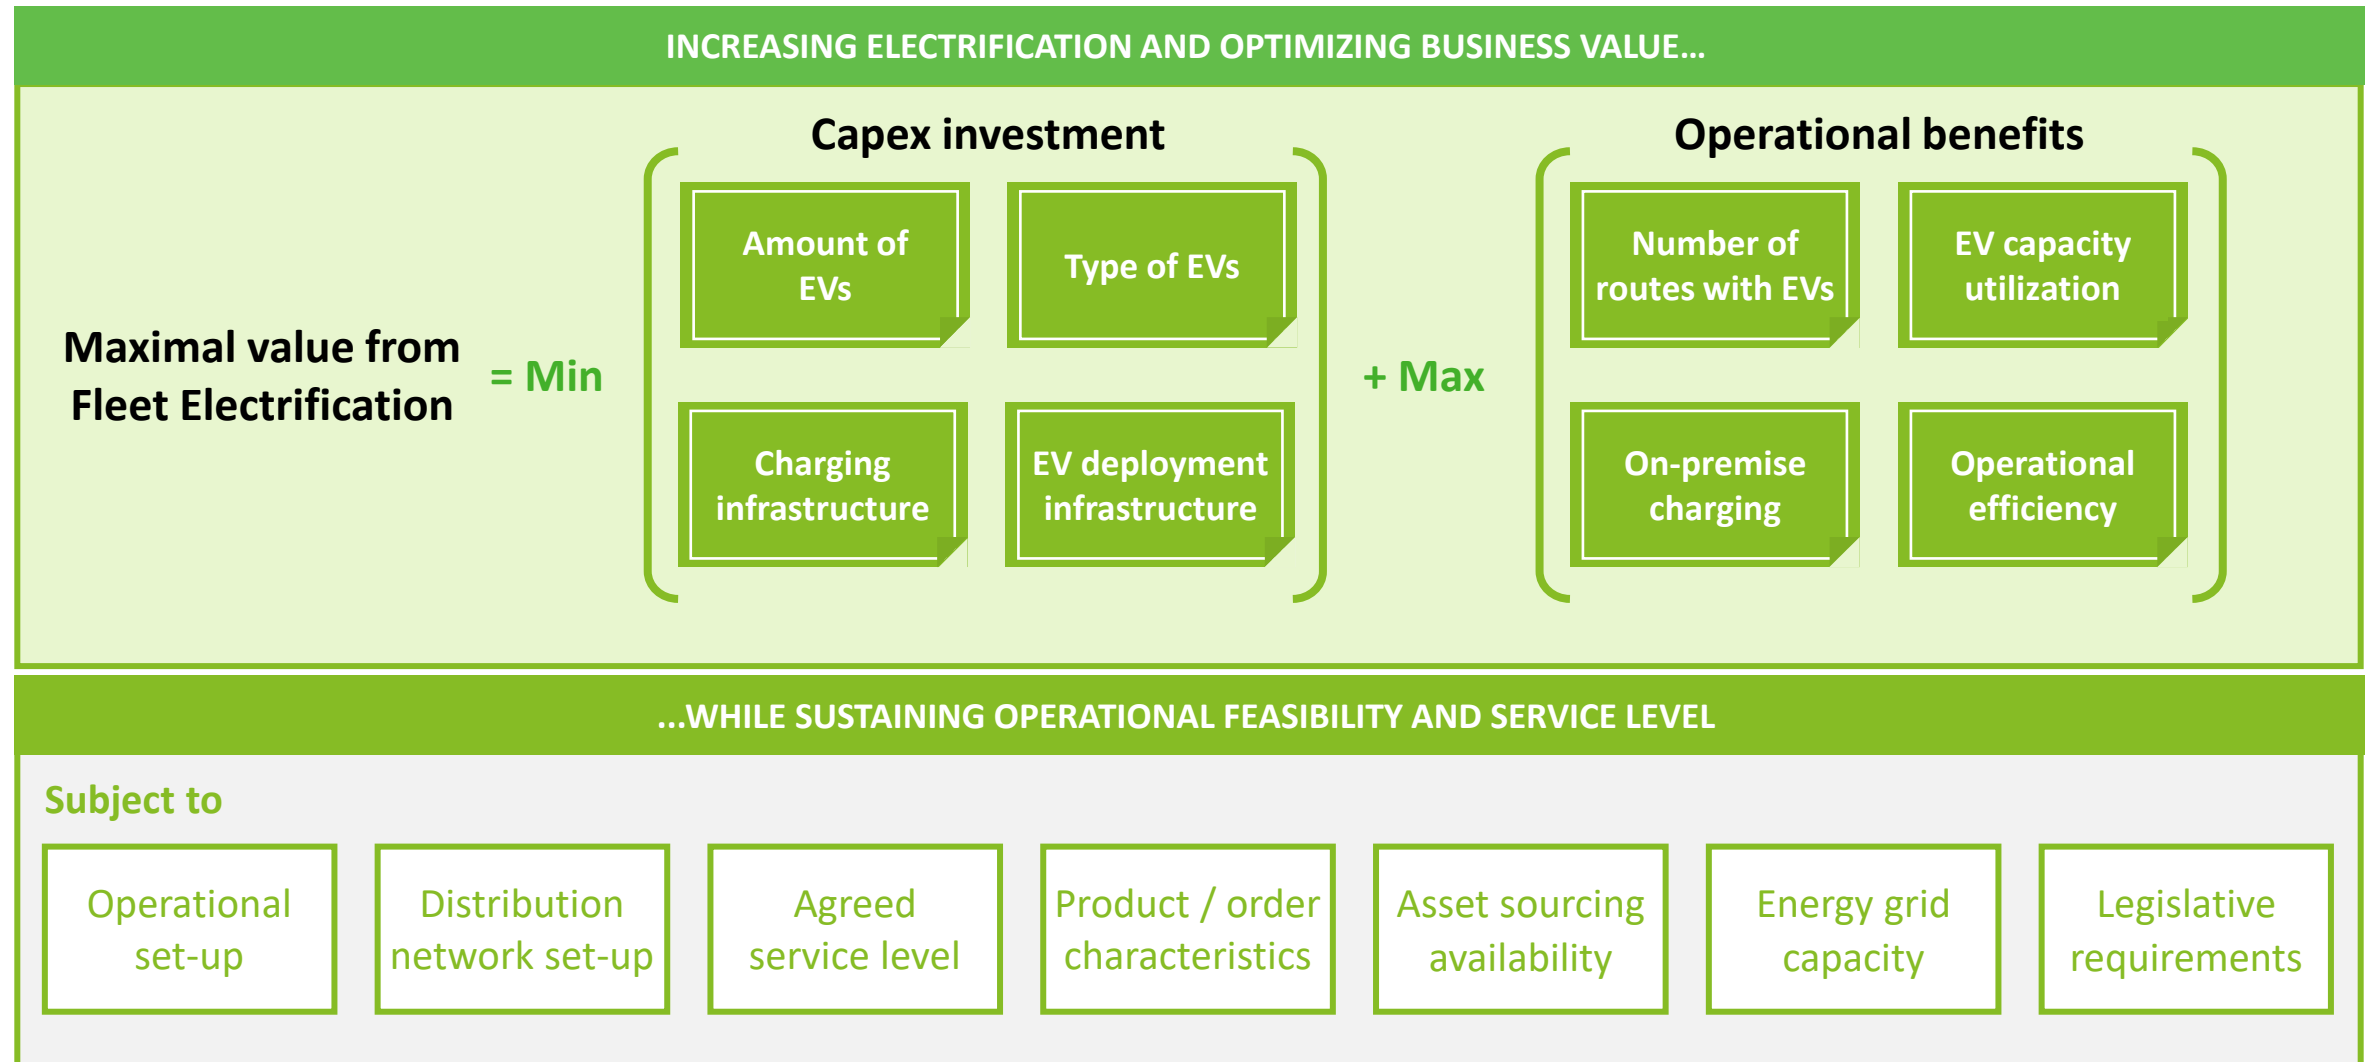 INCREASING ELECTRIFICATION AND OPTIMIZING BUSINESS VALUE...
Maximal value from
Fleet Electrification
= Min
Capex investment
Amount of
EVs
Type of EVs
Charging
infrastructure
EV deployment
infrastructure
+ Max
Operational benefits
Number of
routes with EVs
EV capacity
utilization
On-premise
charging
Operational
efficiency
...WHILE SUSTAINING OPERATIONAL FEASIBILITY AND SERVICE LEVEL
Subject to
Operational
set-up
Distribution
network set-up
Agreed
service level
Product / order
characteristics
Asset sourcing
availability
Energy grid
capacity
Legislative
requirements